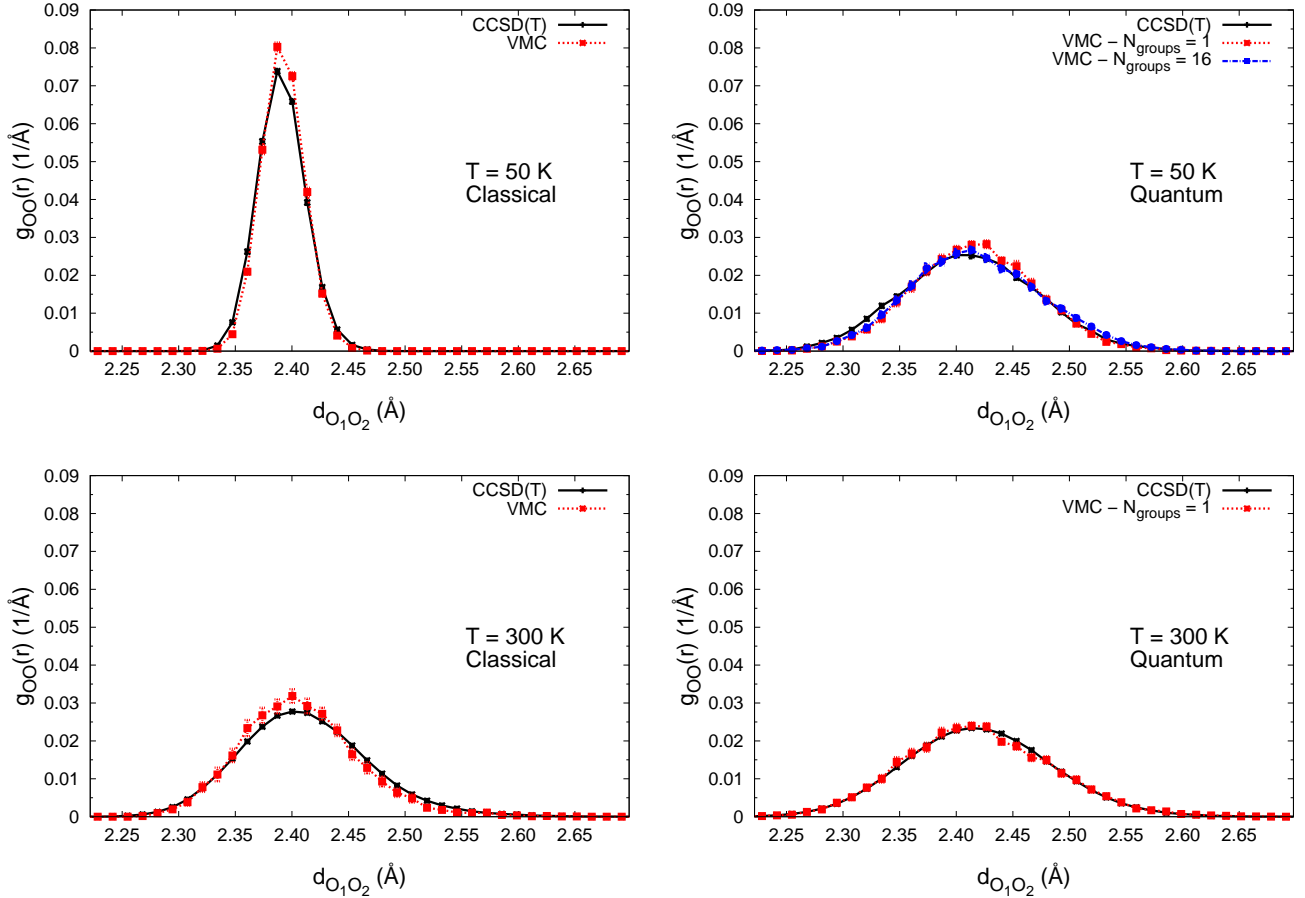 CCSD(T)
VMC
T = 50 K
Classical
g_OO(r) (1/Å)
0.09
0.08
0.07
0.06
0.05
0.04
0.03
0.02
0.01
0
2.25 2.30 2.35 2.40 2.45 2.50 2.55 2.60 2.65
d_O1O2 (Å)
CCSD(T)
VMC − N_groups = 1
VMC − N_groups = 16
T = 50 K
Quantum
g_OO(r) (1/Å)
0.09
0.08
0.07
0.06
0.05
0.04
0.03
0.02
0.01
0
2.25 2.30 2.35 2.40 2.45 2.50 2.55 2.60 2.65
d_O1O2 (Å)
CCSD(T)
VMC
T = 300 K
Classical
g_OO(r) (1/Å)
0.09
0.08
0.07
0.06
0.05
0.04
0.03
0.02
0.01
0
2.25 2.30 2.35 2.40 2.45 2.50 2.55 2.60 2.65
d_O1O2 (Å)
CCSD(T)
VMC − N_groups = 1
T = 300 K
Quantum
g_OO(r) (1/Å)
0.09
0.08
0.07
0.06
0.05
0.04
0.03
0.02
0.01
0
2.25 2.30 2.35 2.40 2.45 2.50 2.55 2.60 2.65
d_O1O2 (Å)